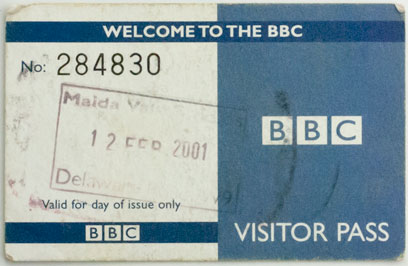 WELCOME TO THE BBC
No: 284830
Maida
12 FEB 2001
Valid for day of issue only
BBC
BBC
VISITOR PASS